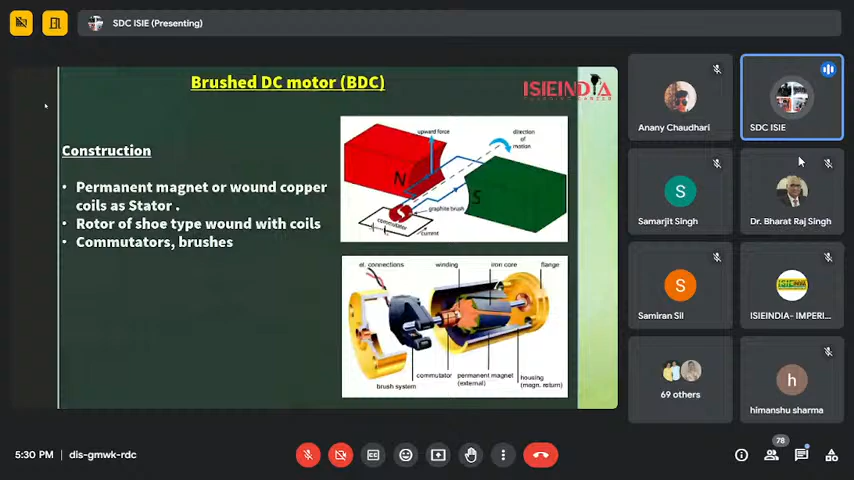 SDC ISIE (Presenting)
Brushed DC motor (BDC)
ISIEINDIA
Construction
• Permanent magnet or wound copper
coils as Stator .
• Rotor of shoe type wound with coils
• Commutators, brushes
upward force
direction
of
motion
N
S
graphite brush
commutator
current
el. connections
winding
iron core
flange
commutator
permanent magnet
(external)
housing
(magn. return)
brush system
Anany Chaudhari
SDC ISIE
S
Samarjit Singh
Dr. Bharat Raj Singh
S
Samiran Sil
ISIEINDIA
ISIEINDIA- IMPERI...
69 others
h
himanshu sharma
5:30 PM | dis-gmwk-rdc
78